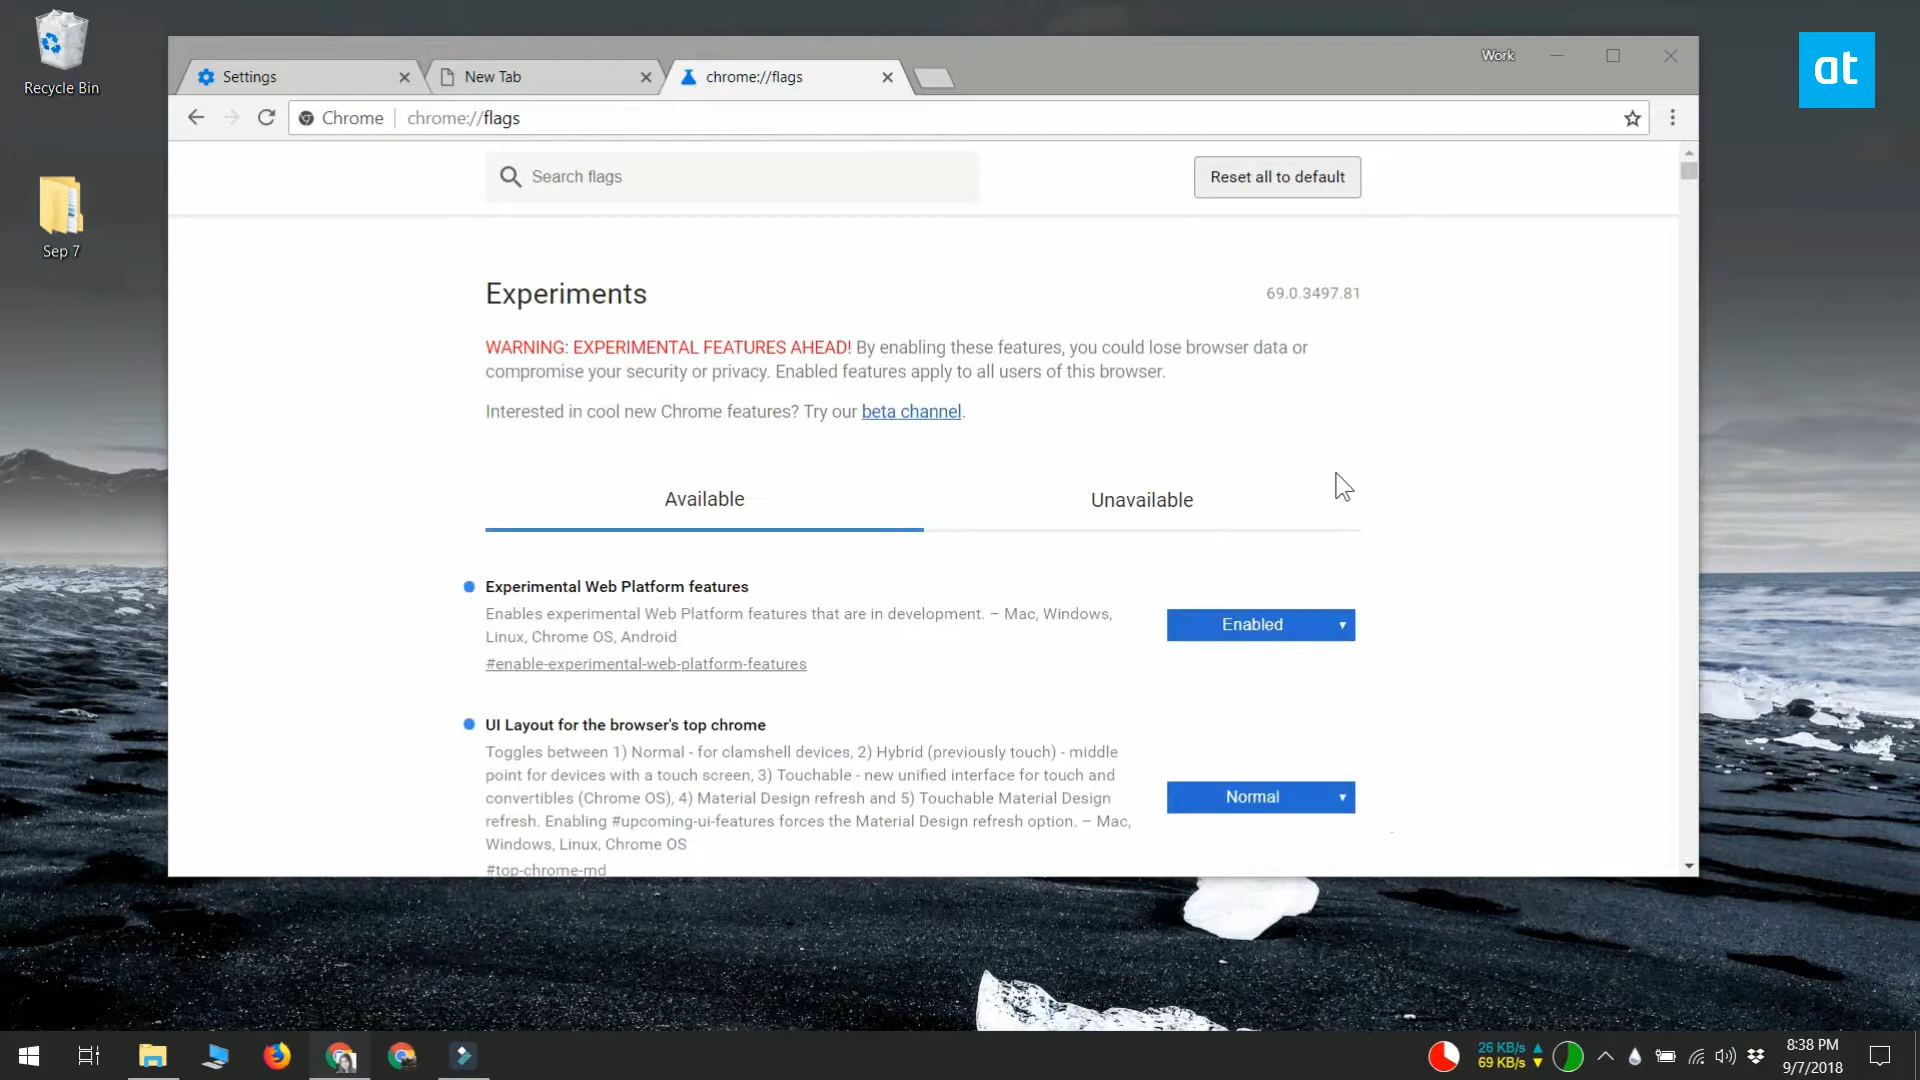 Recycle Bin
Sep 7
at
Work
Settings
New Tab
chrome://flags
Chrome
chrome://flags
Search flags
Reset all to default
Experiments
69.0.3497.81
WARNING: EXPERIMENTAL FEATURES AHEAD! By enabling these features, you could lose browser data or
compromise your security or privacy. Enabled features apply to all users of this browser.
Interested in cool new Chrome features? Try our beta channel.
Available
Unavailable
Experimental Web Platform features
Enables experimental Web Platform features that are in development. – Mac, Windows,
Linux, Chrome OS, Android
#enable-experimental-web-platform-features
Enabled
UI Layout for the browser's top chrome
Toggles between 1) Normal - for clamshell devices, 2) Hybrid (previously touch) - middle
point for devices with a touch screen, 3) Touchable - new unified interface for touch and
convertibles (Chrome OS), 4) Material Design refresh and 5) Touchable Material Design
refresh. Enabling #upcoming-ui-features forces the Material Design refresh option. – Mac,
Windows, Linux, Chrome OS
#top-chrome-md
Normal
26 KB/s
69 KB/s
8:38 PM
9/7/2018